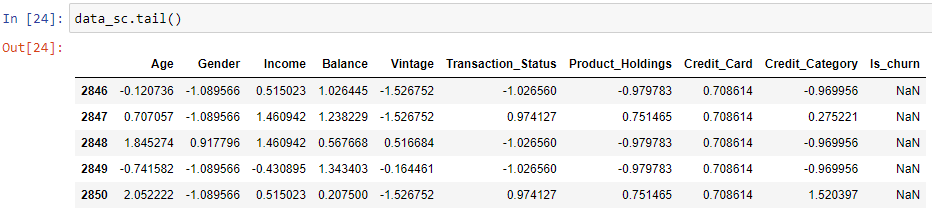 In [24]: data_sc.tail()
Out[24]:
Age Gender Income Balance Vintage Transaction_Status Product_Holdings Credit_Card Credit_Category Is_churn
2846 -0.120736 -1.089566 0.515023 1.026445 -1.526752 -1.026560 -0.979783 0.708614 -0.969956 NaN
2847 0.707057 -1.089566 1.460942 1.238229 -1.526752 0.974127 0.751465 0.708614 0.275221 NaN
2848 1.845274 0.917796 1.460942 0.567668 0.516684 -1.026560 -0.979783 0.708614 -0.969956 NaN
2849 -0.741582 -1.089566 -0.430895 1.343403 -0.164461 -1.026560 -0.979783 0.708614 -0.969956 NaN
2850 2.052222 -1.089566 0.515023 0.207500 -1.526752 0.974127 0.751465 0.708614 1.520397 NaN